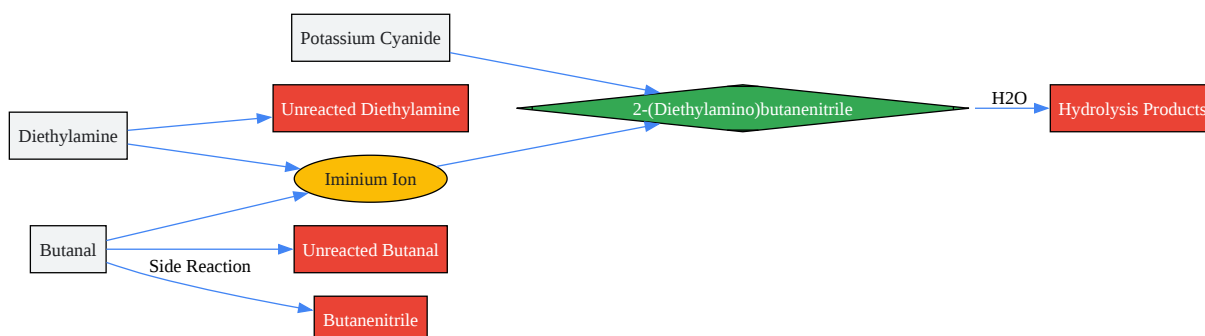 Potassium Cyanide
Unreacted Diethylamine
2-(Diethylamino)butanenitrile
H2O
Hydrolysis Products
Diethylamine
Iminium Ion
Butanal
Unreacted Butanal
Side Reaction
Butanenitrile